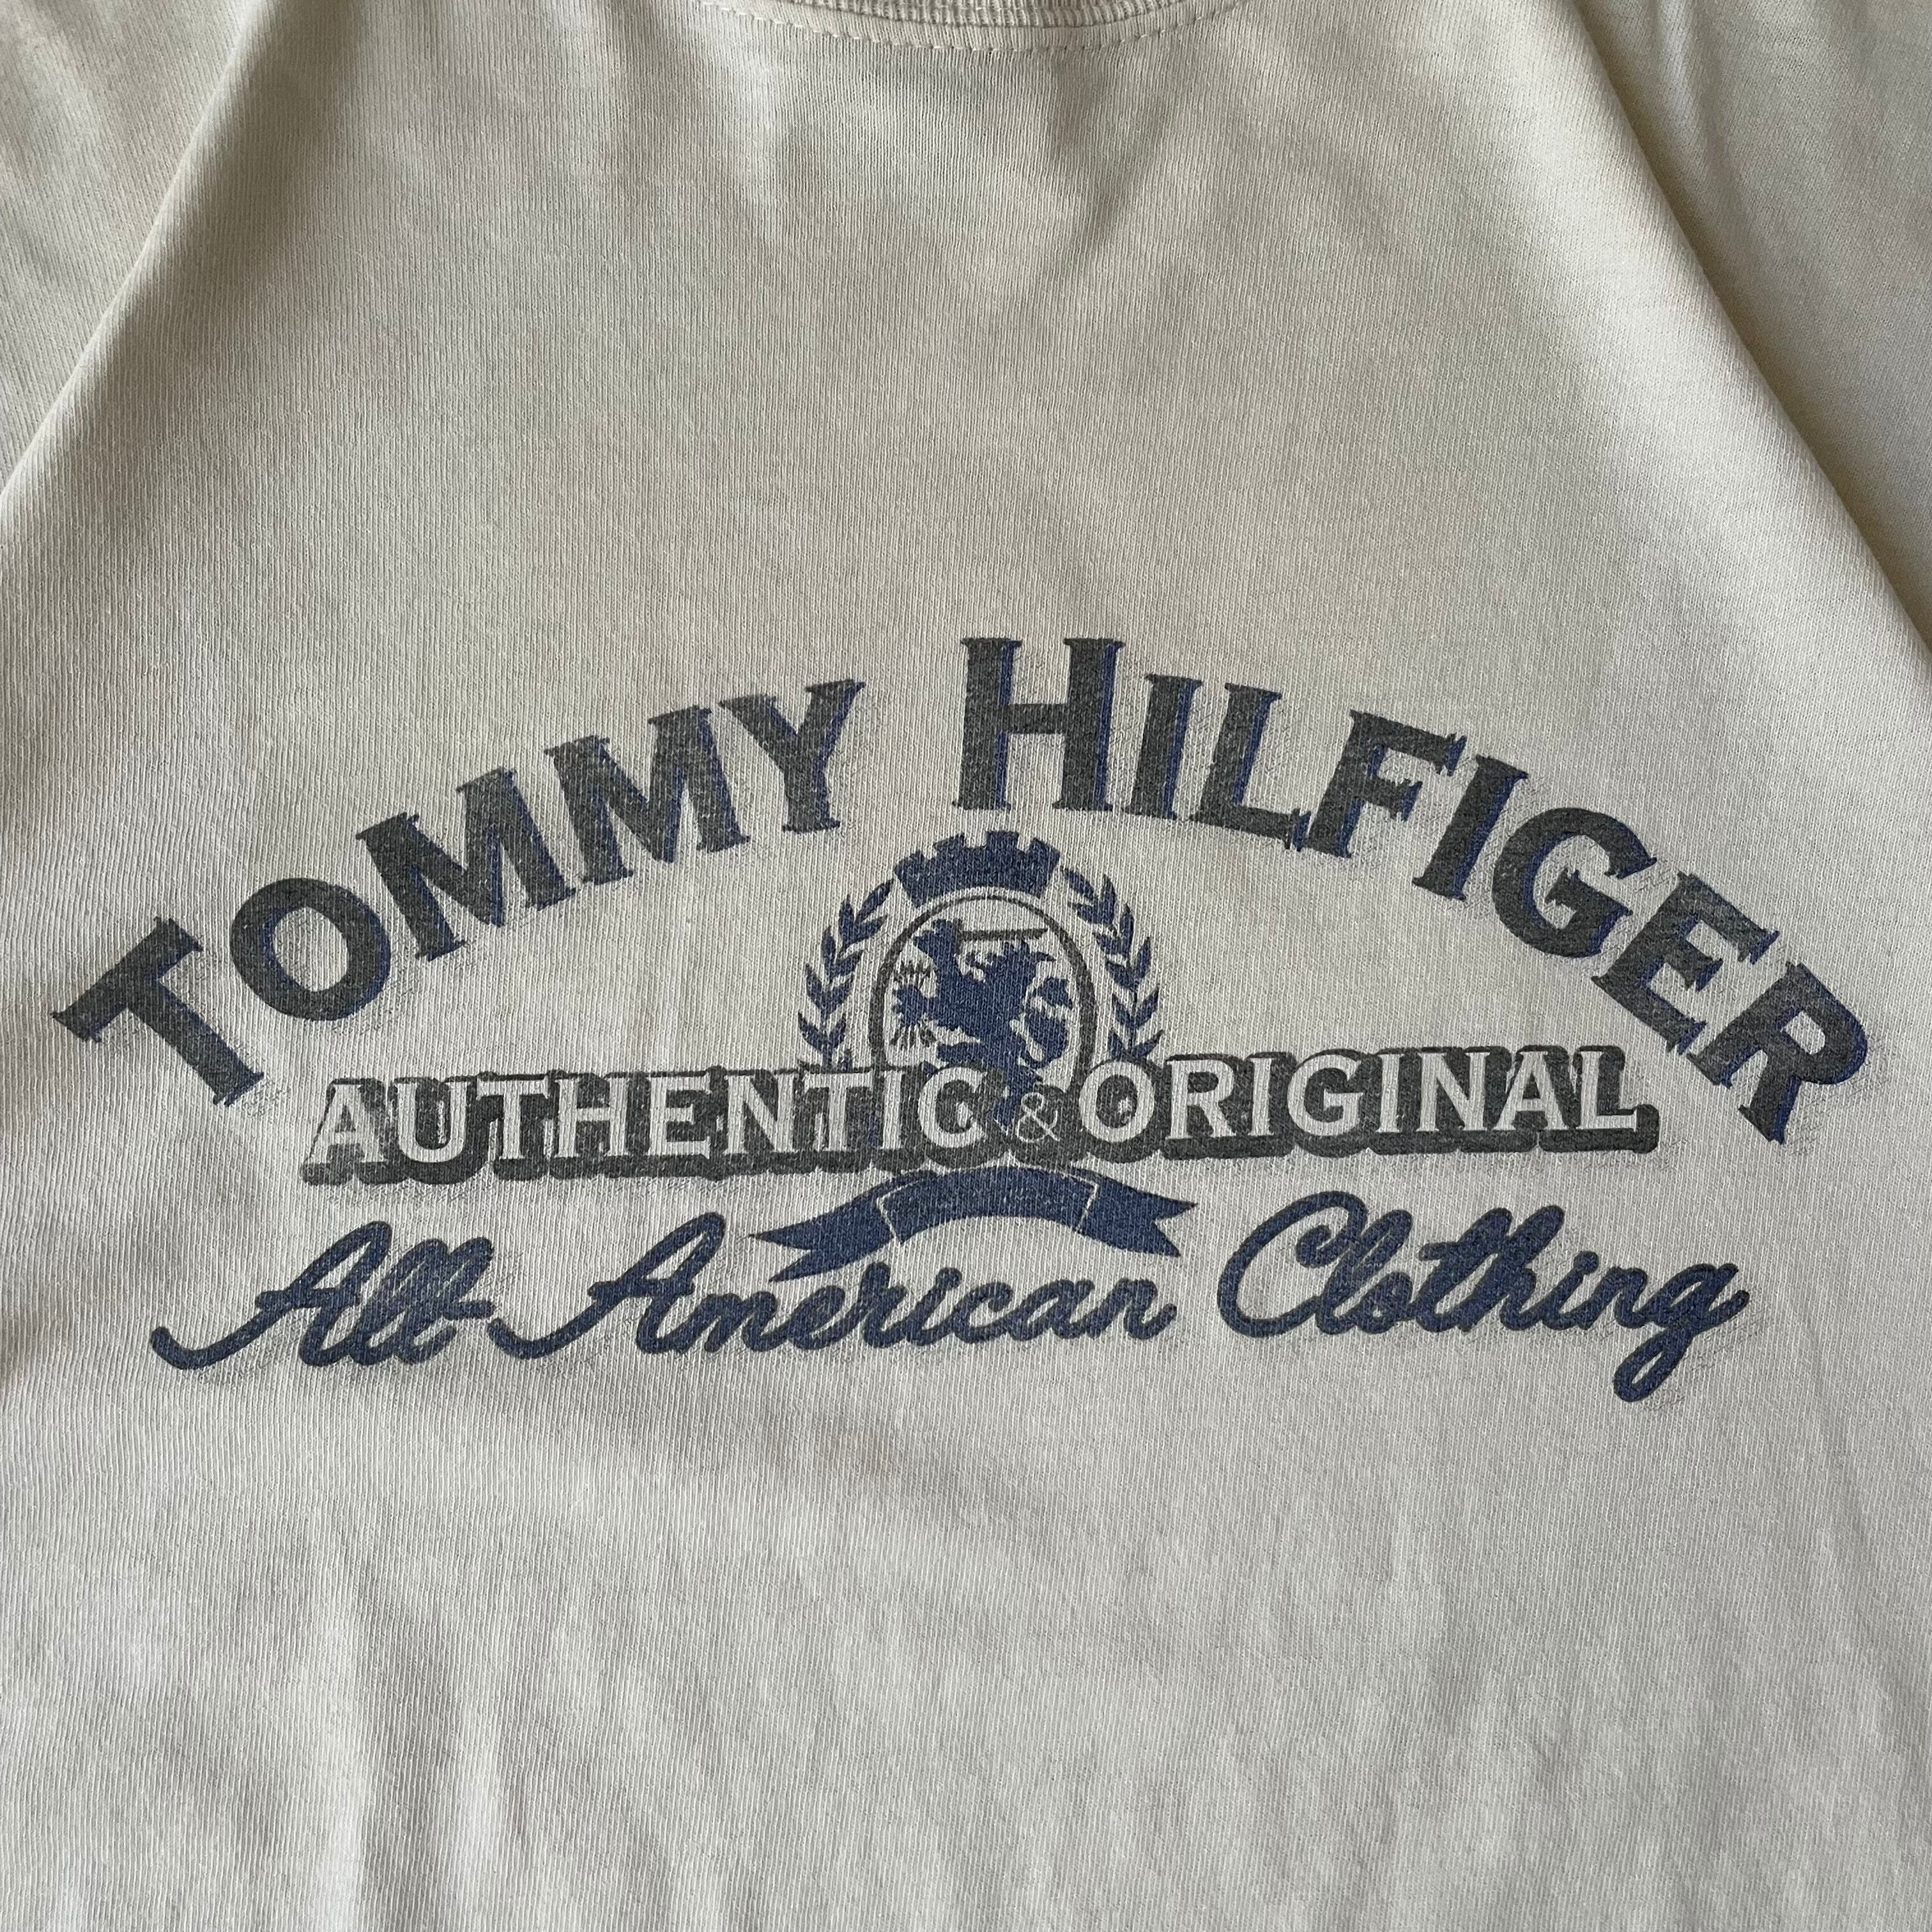 TOMMY HILFIGER
AUTHENTIC & ORIGINAL
All American Clothing